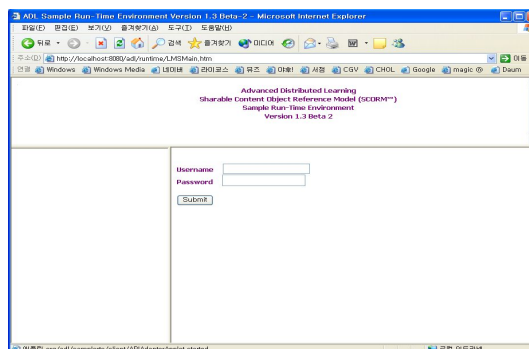 ADL Sample Run-Time Environment Version 1.3 Beta-2 - Microsoft Internet Explorer
파일(F) 편집(E) 보기(V) 즐겨찾기(A) 도구(T) 도움말(H)
뒤로 검색 즐겨찾기 미디어
주소(D) http://localhost:8080/adl/runtime/LMSMain.htm 이동
연결 Windows Windows Media 네이버 라이코스 뮤즈 야해! 서점 CGV CHOL Google magic ⓝ Daum
Advanced Distributed Learning
Sharable Content Object Reference Model (SCORM™)
Sample Run-Time Environment
Version 1.3 Beta 2
Username
Password
Submit